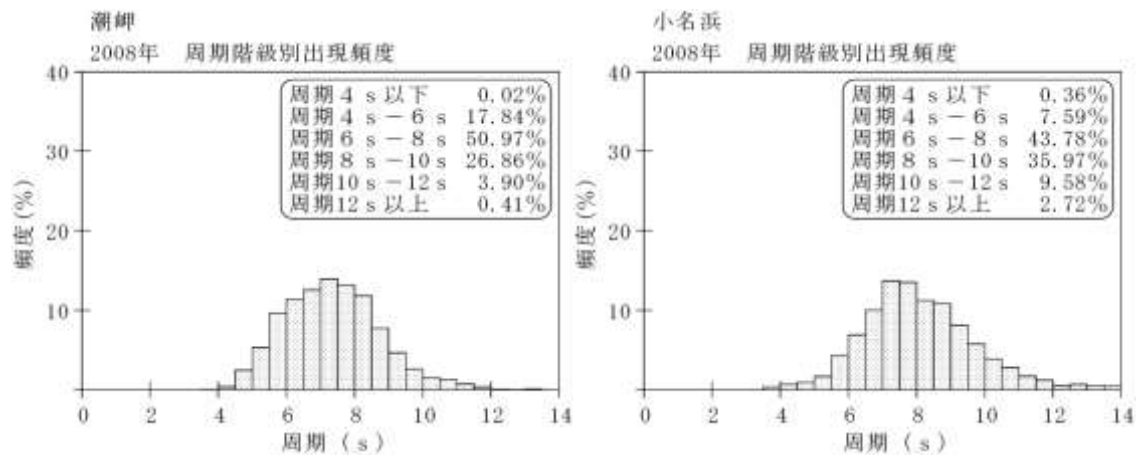 潮岬
2008年 周期階級別出現頻度
40
30
20
10
頻度(%)
周期 4 s 以下 0.02%
周期 4 s － 6 s 17.84%
周期 6 s － 8 s 50.97%
周期 8 s －10 s 26.86%
周期10 s －12 s 3.90%
周期12 s 以上 0.41%
0 2 4 6 8 10 12 14
周期 (s)
小名浜
2008年 周期階級別出現頻度
40
30
20
10
頻度(%)
周期 4 s 以下 0.36%
周期 4 s － 6 s 7.59%
周期 6 s － 8 s 43.78%
周期 8 s －10 s 35.97%
周期10 s －12 s 9.58%
周期12 s 以上 2.72%
0 2 4 6 8 10 12 14
周期 (s)